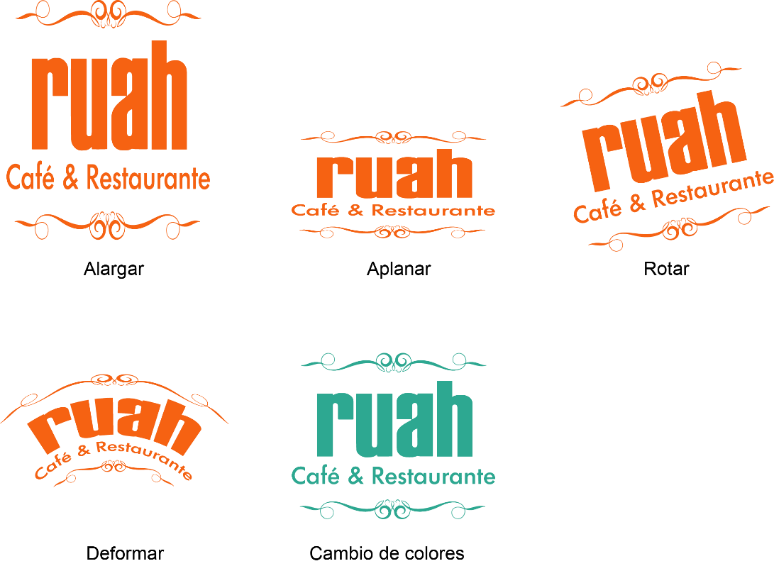 ruah
Café & Restaurante
Alargar
ruah
Café & Restaurante
Aplanar
ruah
Café & Restaurante
Rotar
ruah
Café & Restaurante
Deformar
ruah
Café & Restaurante
Cambio de colores